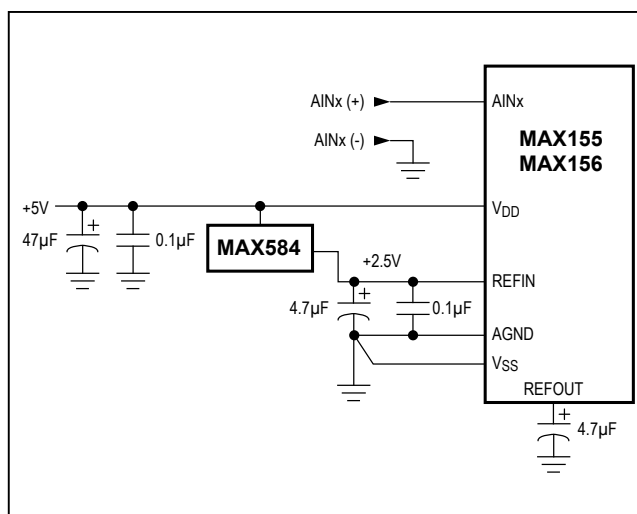 AINx (+)
AINx
AINx (-)
MAX155
MAX156
+5V
VDD
47µF
+
0.1µF
MAX584
+2.5V
REFIN
4.7µF
+
0.1µF
AGND
VSS
REFOUT
+
4.7µF